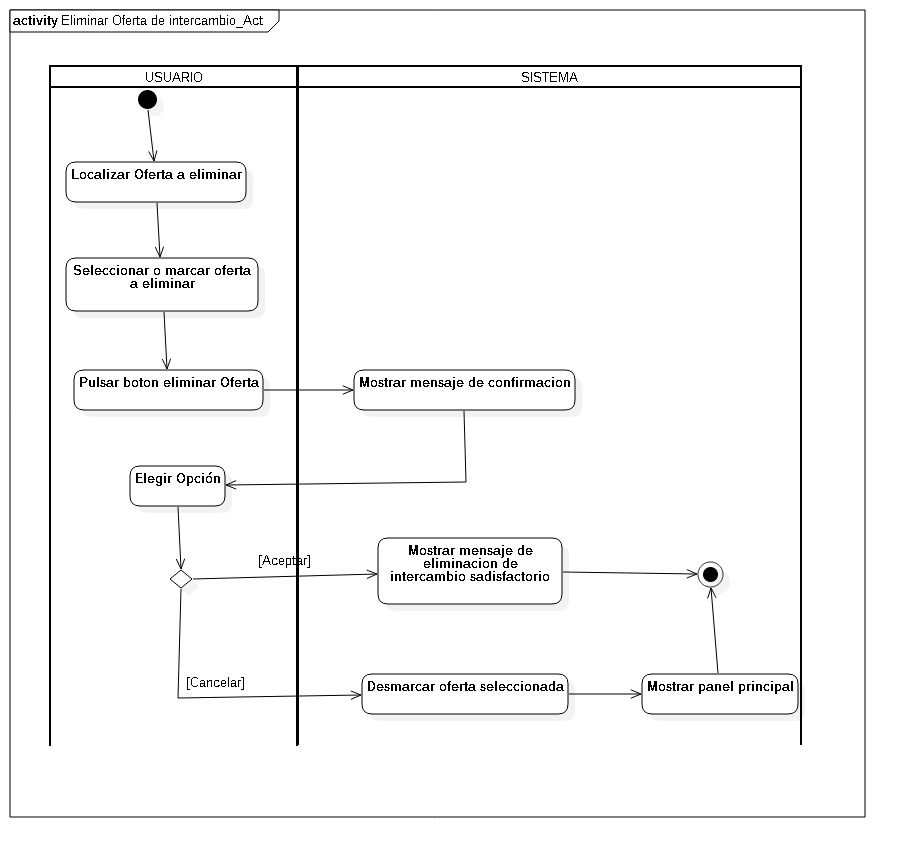 activity Eliminar Oferta de intercambio_Act
USUARIO
SISTEMA
Localizar Oferta a eliminar
Seleccionar o marcar oferta
a eliminar
Pulsar boton eliminar Oferta
Mostrar mensaje de confirmacion
Elegir Opción
[Aceptar]
Mostrar mensaje de
eliminacion de
intercambio sadisfactorio
[Cancelar]
Desmarcar oferta seleccionada
Mostrar panel principal